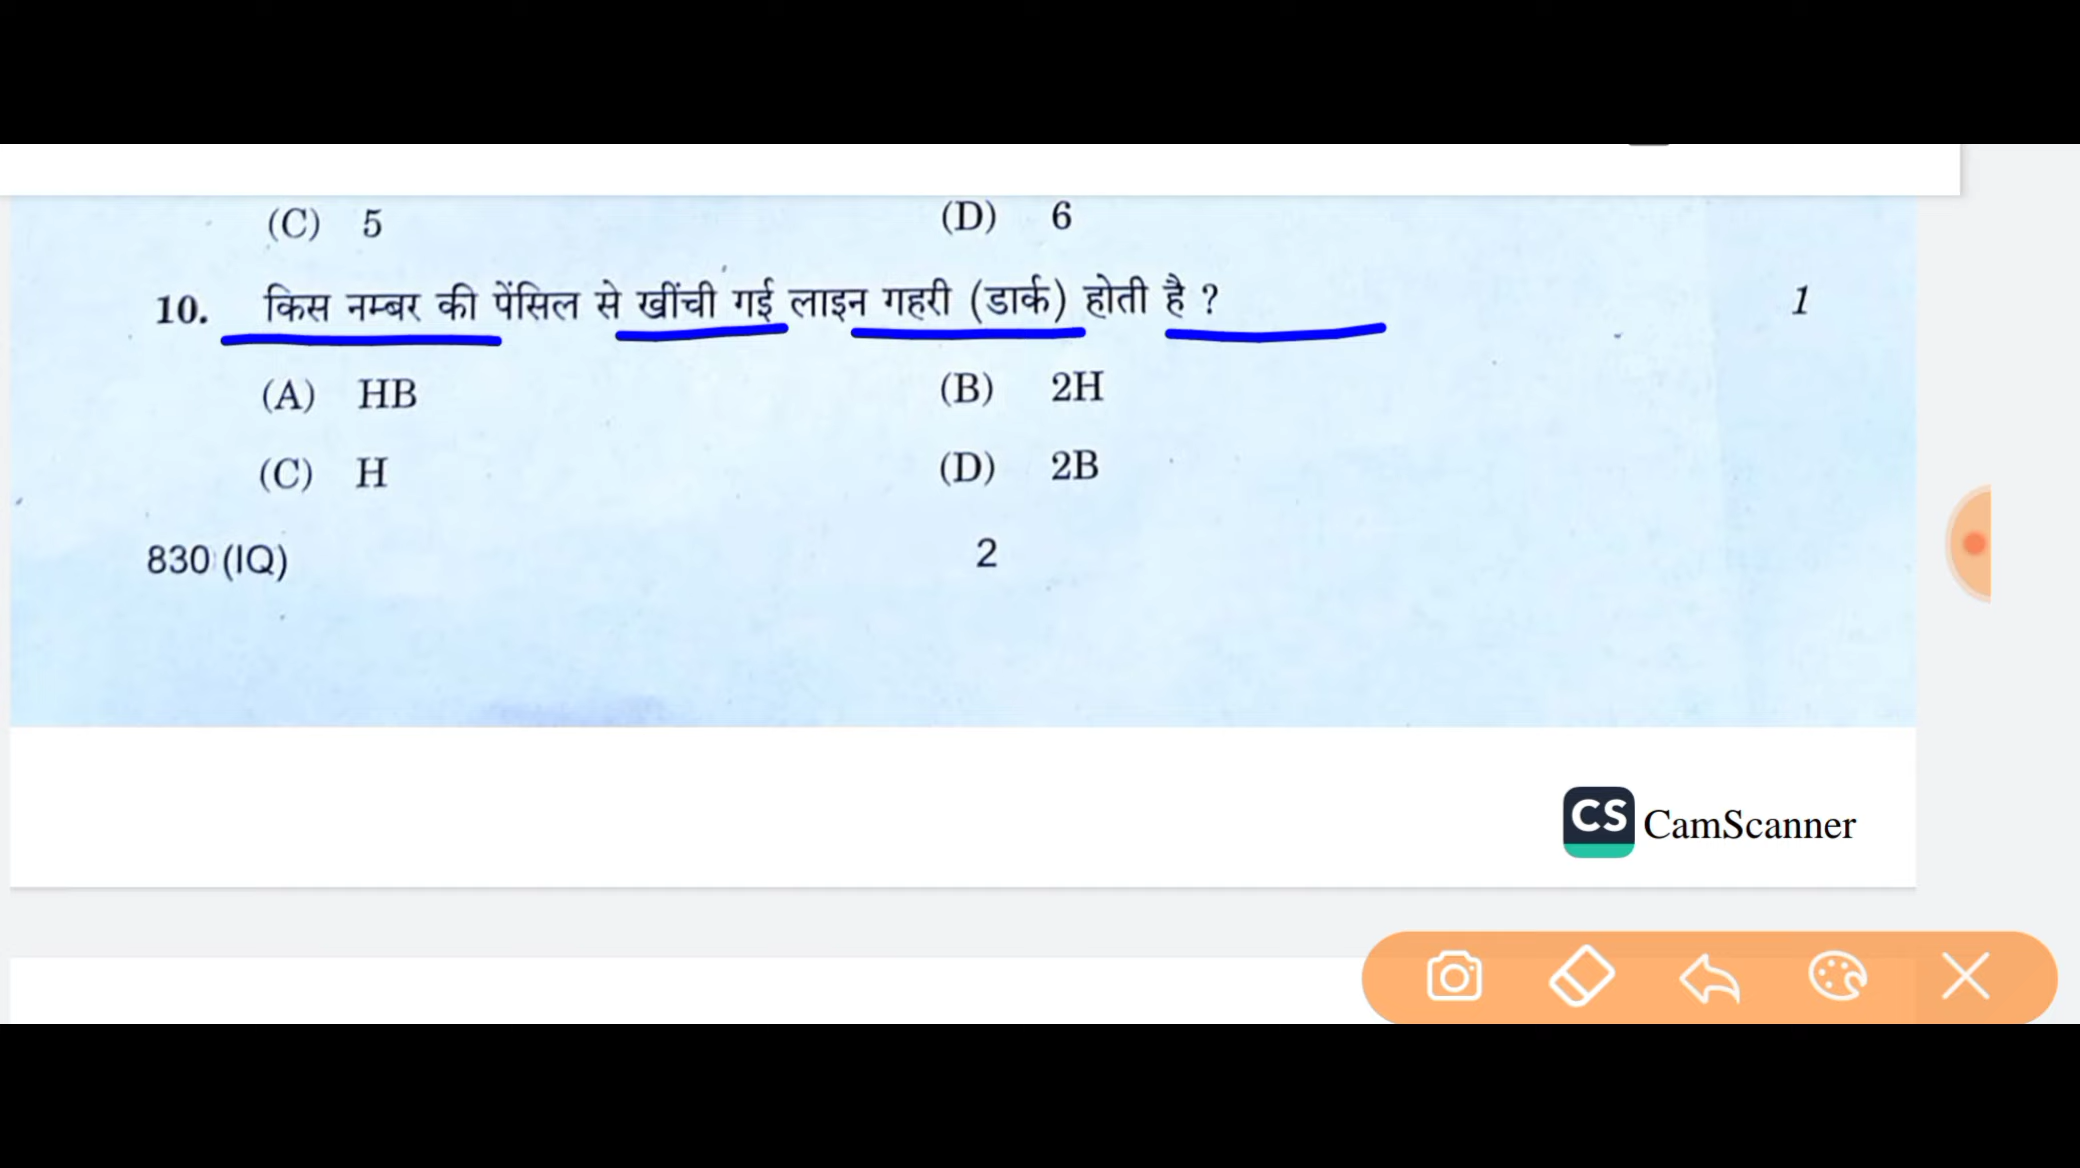 (C) 5 (D) 6
10. किस नम्बर की पेंसिल से खींची गई लाइन गहरी (डार्क) होती है ? 1
(A) HB (B) 2H
(C) H (D) 2B
830 (IQ) 2
CS CamScanner